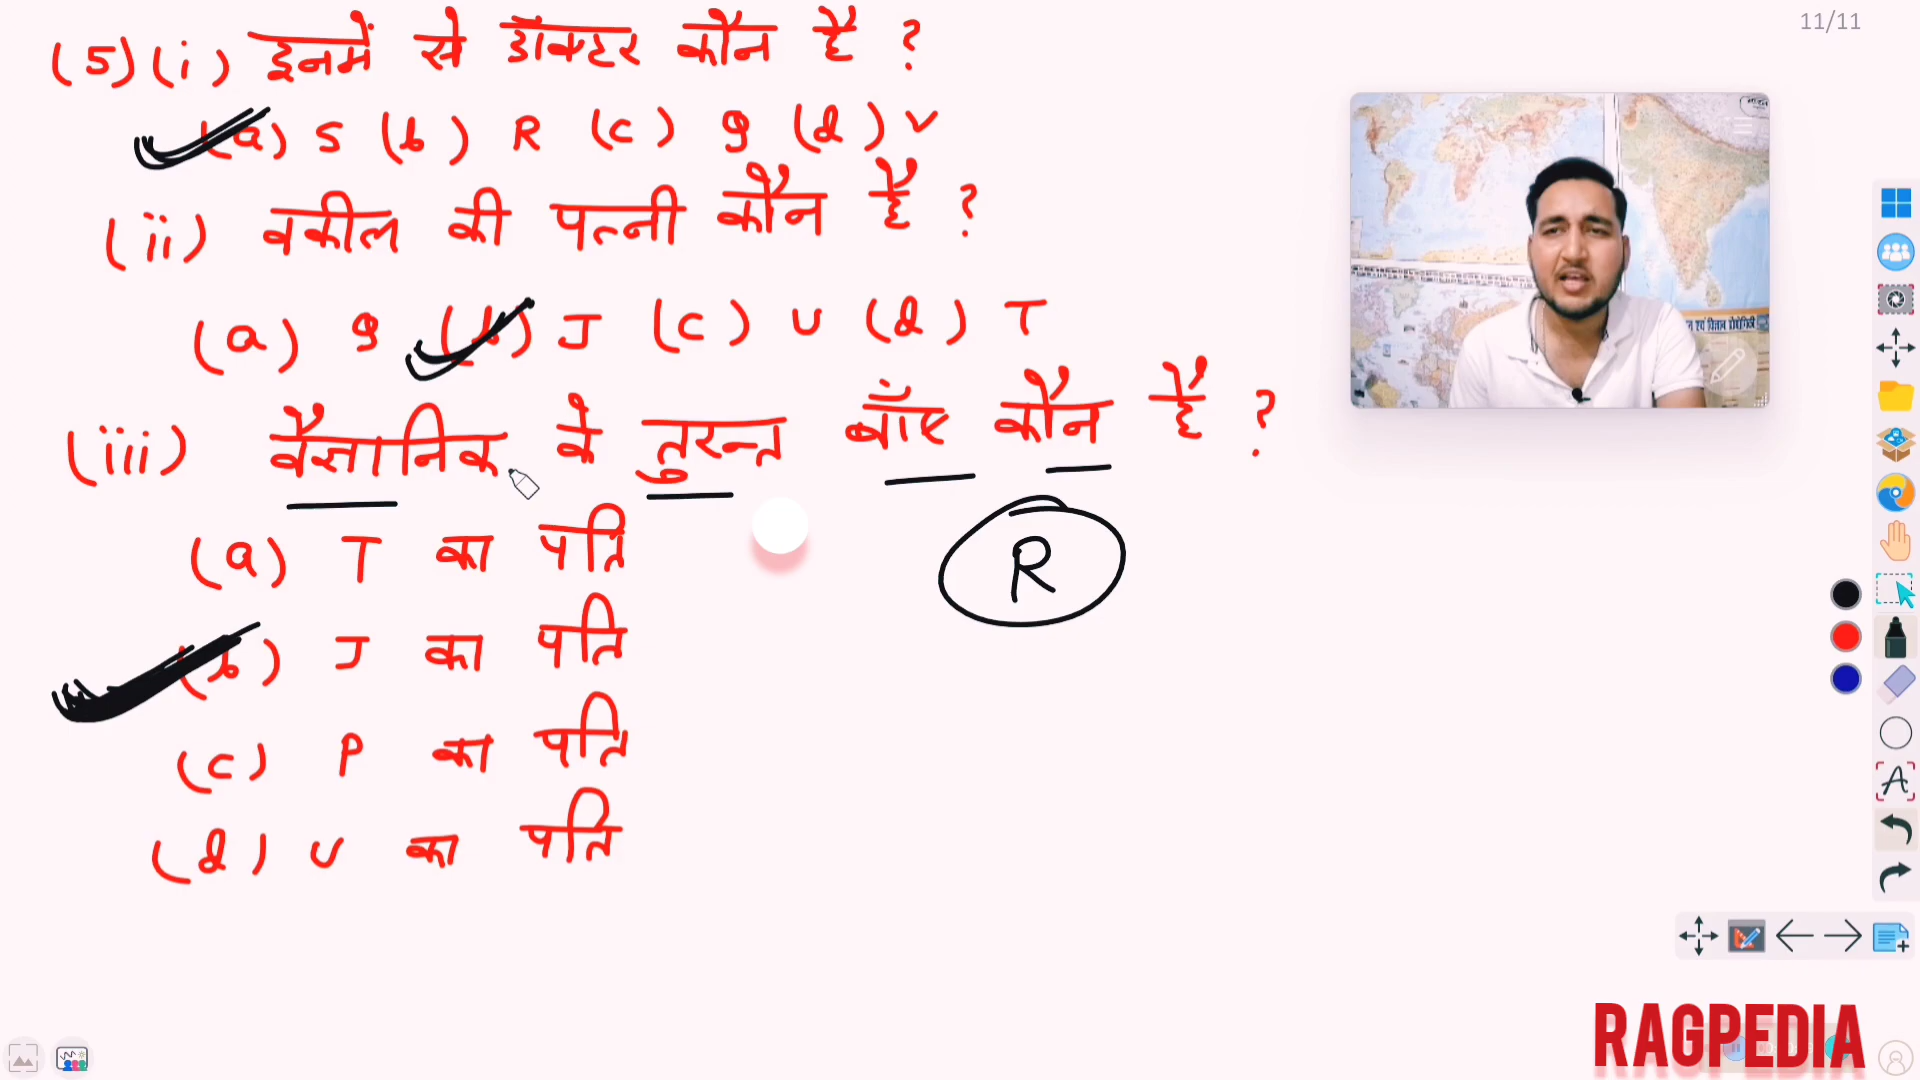 11/11
(5)(i) इनमें से डॉक्टर कौन है ?
(a) S (b) R (c) Q (d) V
(ii) वकील की पत्नी कौन है ?
(a) Q (b) J (c) U (d) T
(iii) वैज्ञानिक के तुरन्त बाँए कौन है ?
(a) T का पति
R
(b) J का पति
(c) P का पति
(d) U का पति
RAGPEDIA